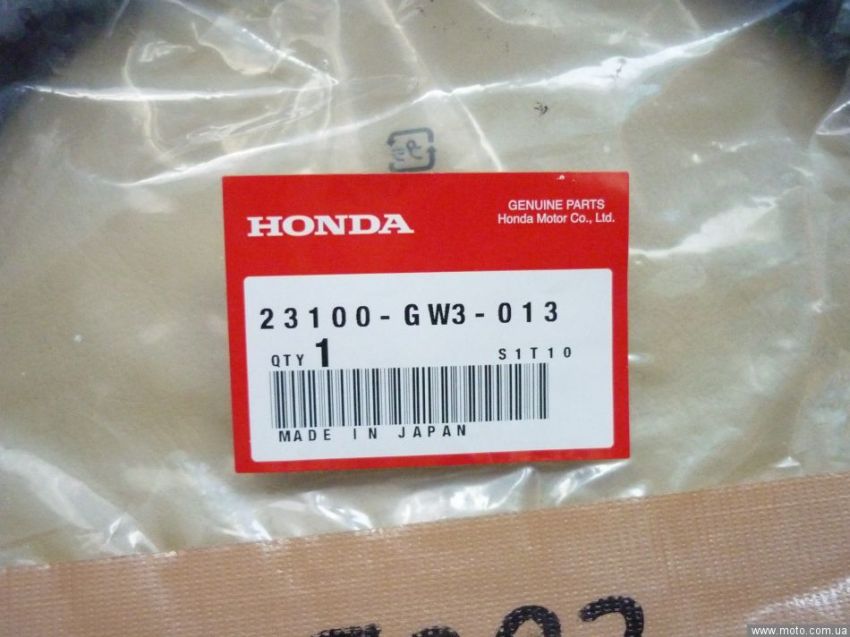 HONDA
GENUINE PARTS
Honda Motor Co., Ltd.
23100-GW3-013
QTY 1
S1T10
MADE IN JAPAN
www.moto.com.ua